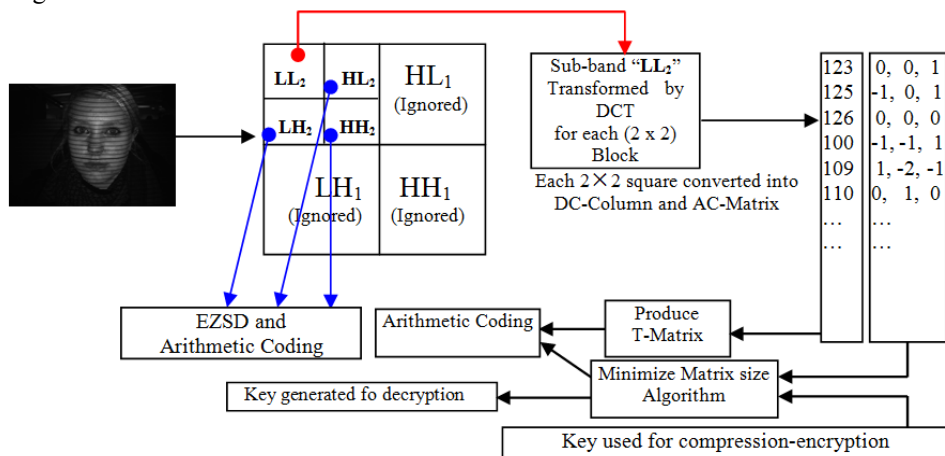 LL2
HL2
HL1
(Ignored)
LH2
HH2
LH1
(Ignored)
HH1
(Ignored)
Sub-band “LL2”
Transformed by
DCT
for each (2 x 2)
Block
Each 2×2 square converted into
DC-Column and AC-Matrix
123
125
126
100
109
110
...
...
0, 0, 1
-1, 0, 1
0, 0, 0
-1, -1, 1
1, -2, -1
0, 1, 0
...
...
EZSD and
Arithmetic Coding
Arithmetic Coding
Produce
T-Matrix
Minimize Matrix size
Algorithm
Key generated fo decryption
Key used for compression-encryption